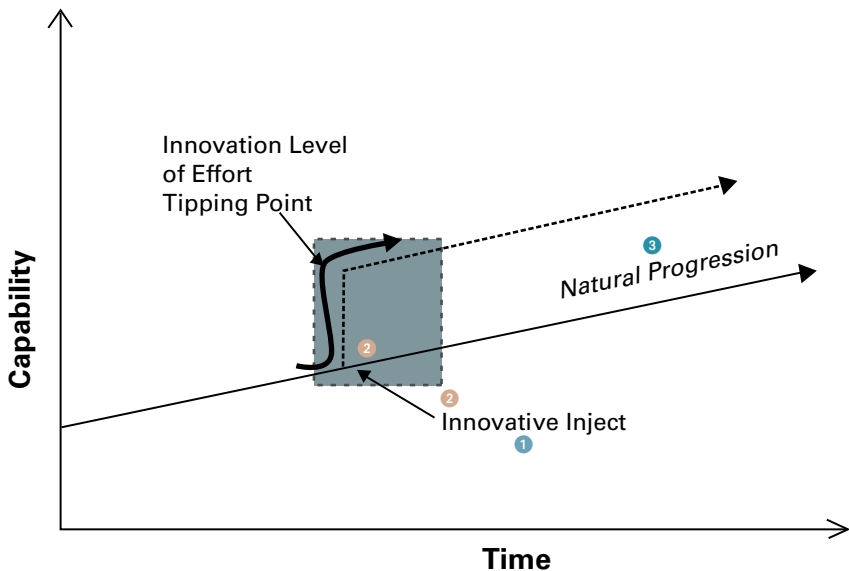 Innovation Level
of Effort
Tipping Point
3
Natural Progression
Capability
2
2
Innovative Inject
1
Time